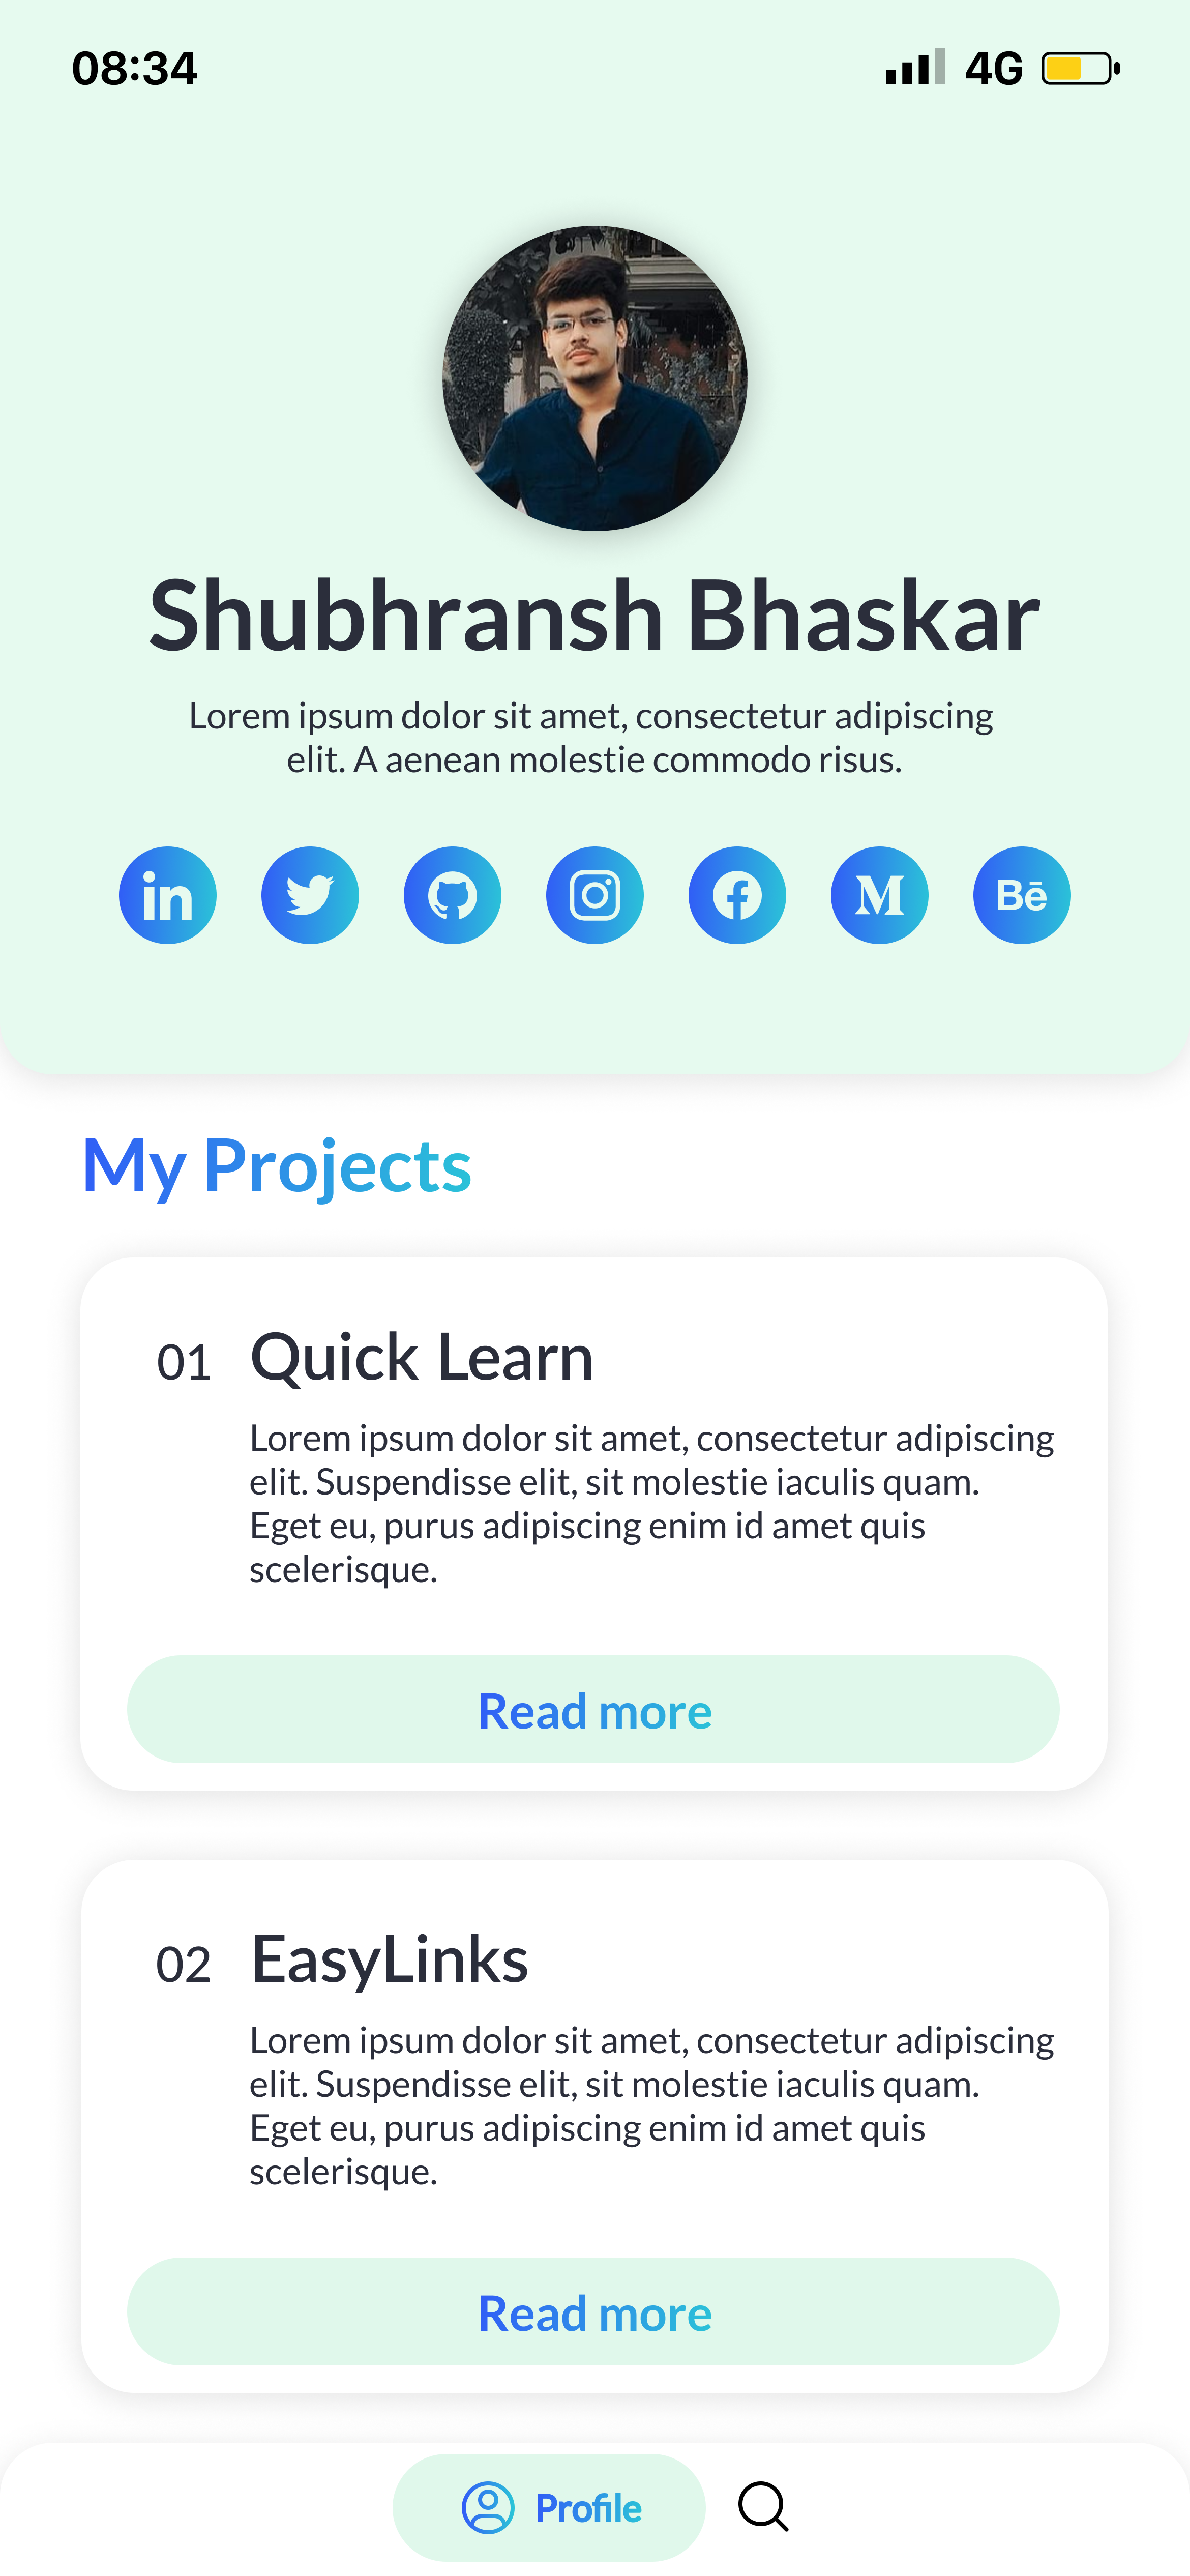 08:34 4G
Shubhransh Bhaskar
Lorem ipsum dolor sit amet, consectetur adipiscing
elit. A aenean molestie commodo risus.
in M Bē
My Projects
01 Quick Learn
Lorem ipsum dolor sit amet, consectetur adipiscing
elit. Suspendisse elit, sit molestie iaculis quam.
Eget eu, purus adipiscing enim id amet quis
scelerisque.
Read more
02 EasyLinks
Lorem ipsum dolor sit amet, consectetur adipiscing
elit. Suspendisse elit, sit molestie iaculis quam.
Eget eu, purus adipiscing enim id amet quis
scelerisque.
Read more
Profile